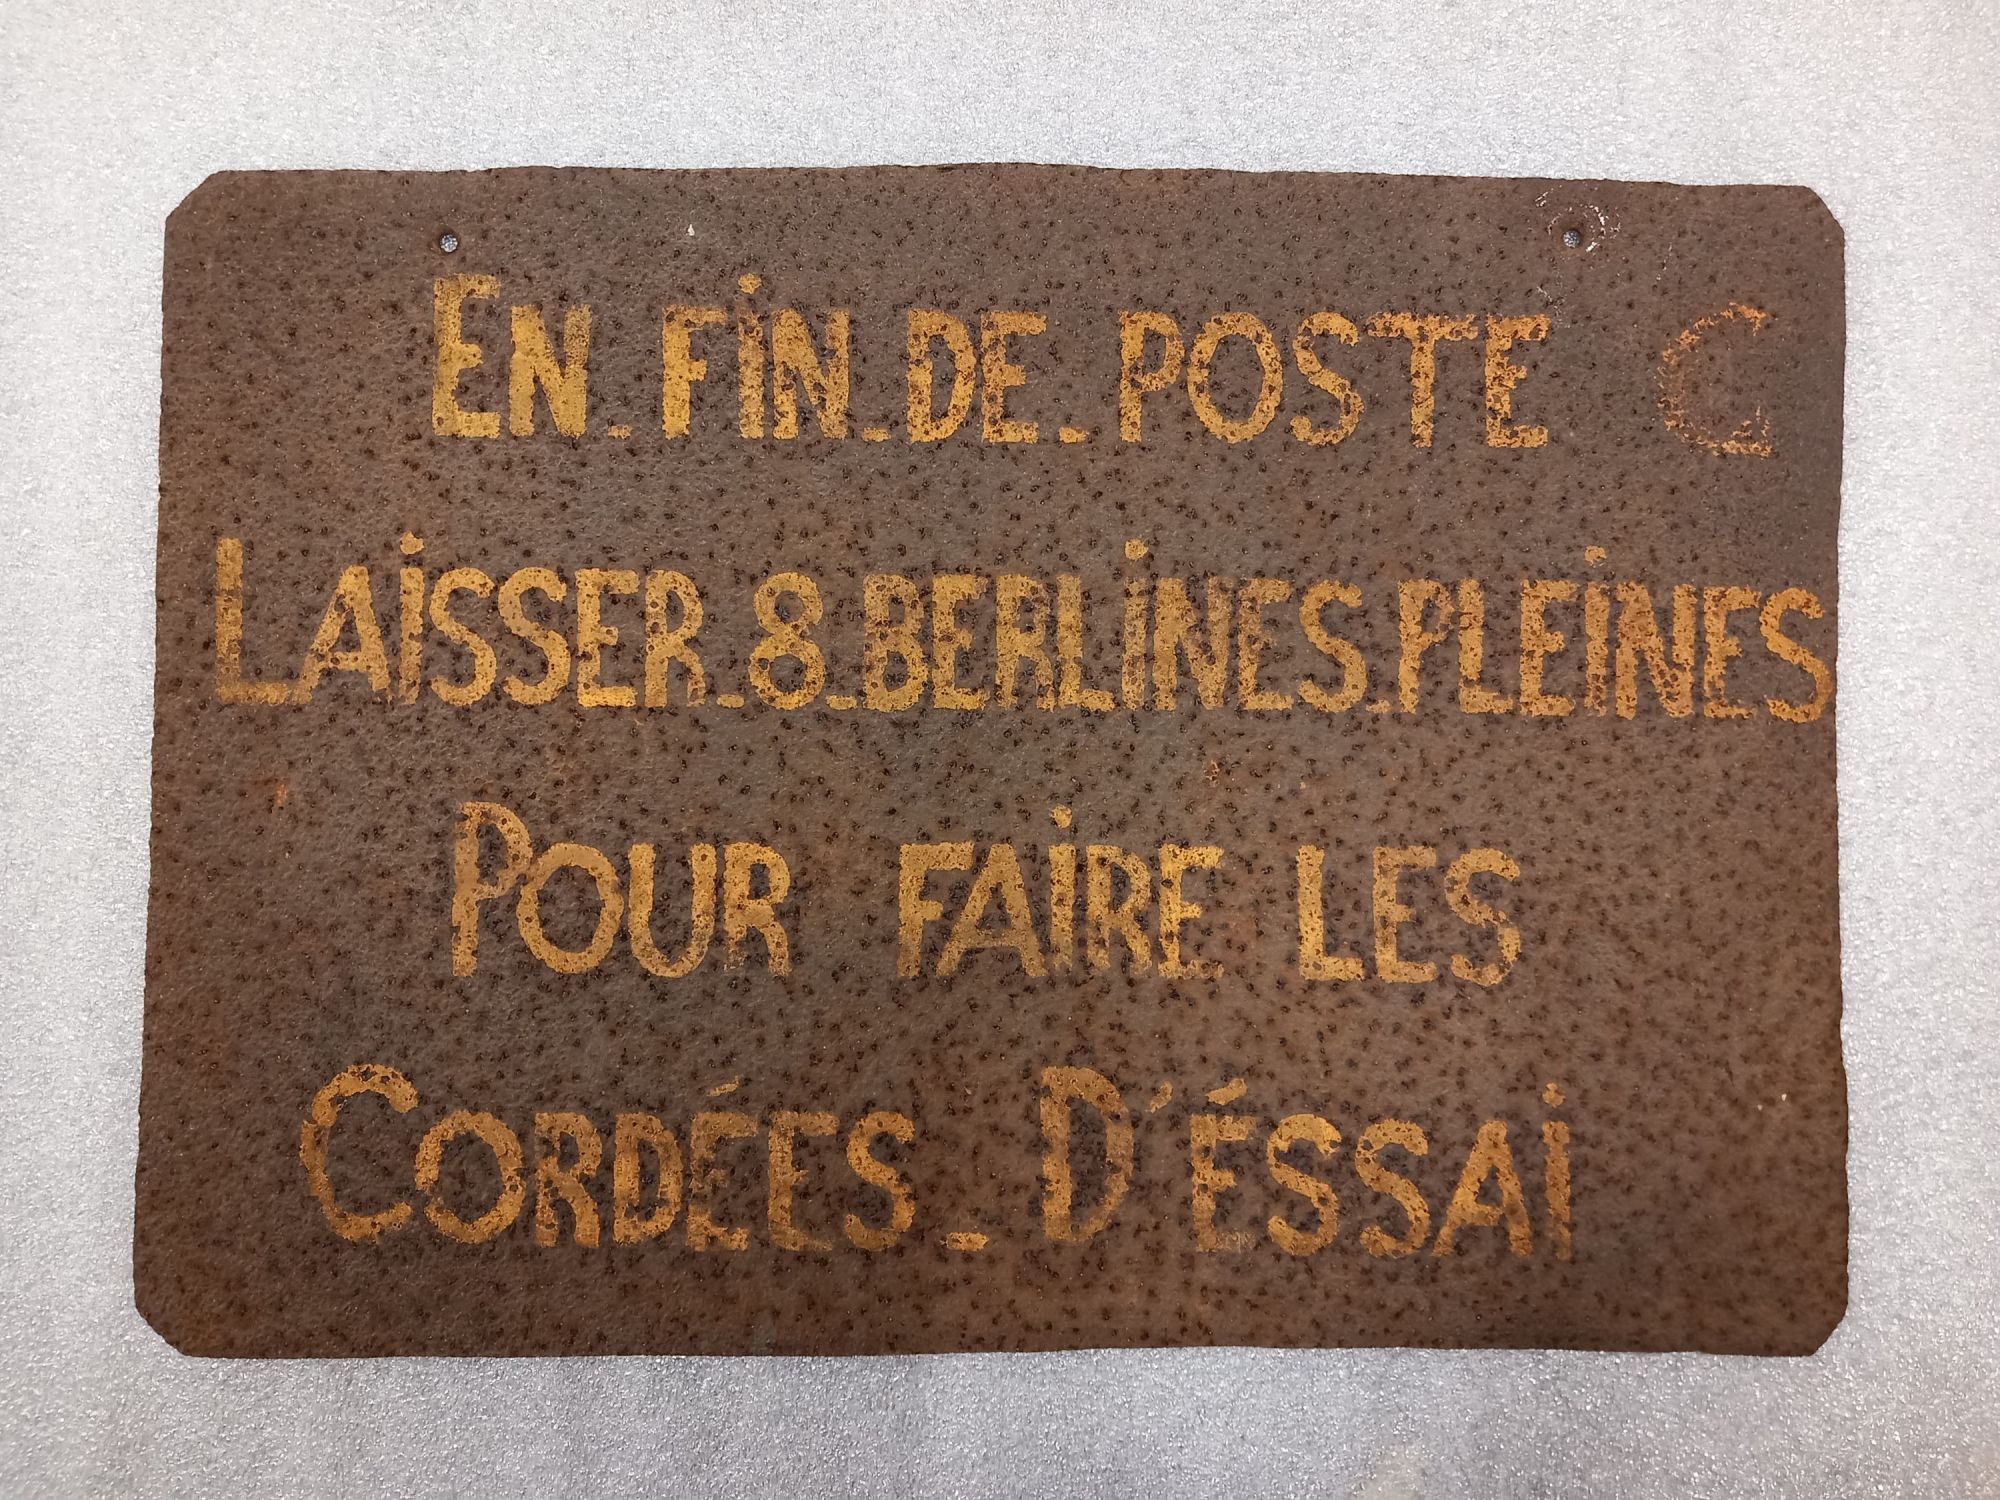 EN_FIN_DE_POSTE C
LAISSER_8_BERLINES_PLEINES
POUR FAIRE LES
CORDÉES_D'ÉSSAI